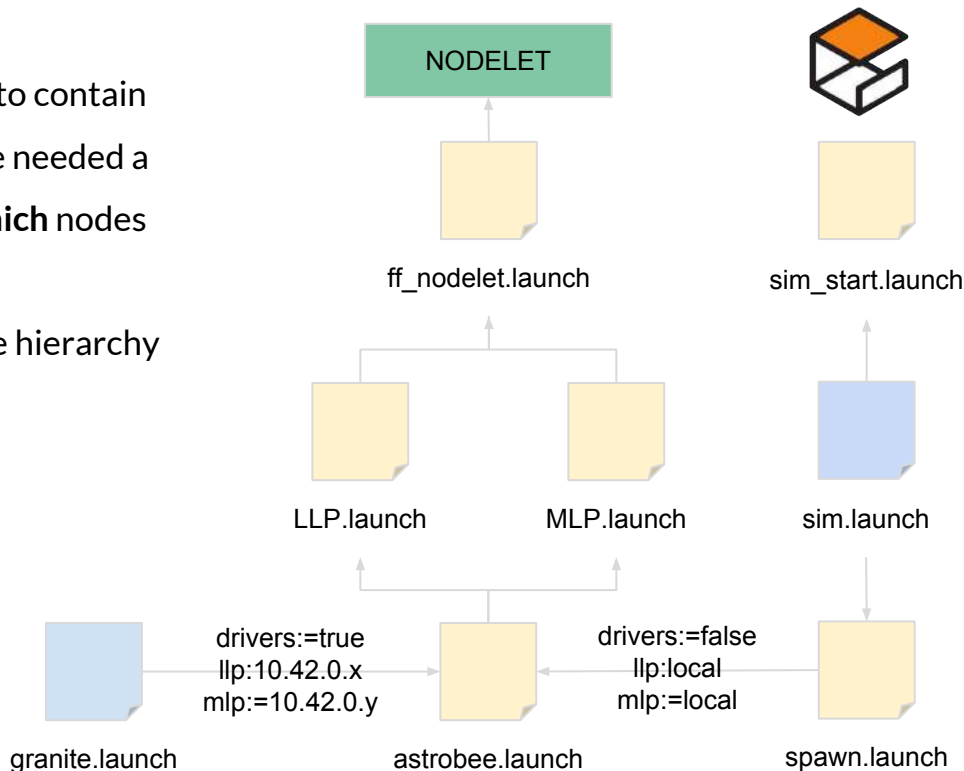 to contain
e needed a
ich nodes
e hierarchy
NODELET
ff_nodelet.launch
sim_start.launch
LLP.launch
MLP.launch
sim.launch
drivers:=true
llp:10.42.0.x
mlp:=10.42.0.y
drivers:=false
llp:local
mlp:=local
granite.launch
astrobee.launch
spawn.launch